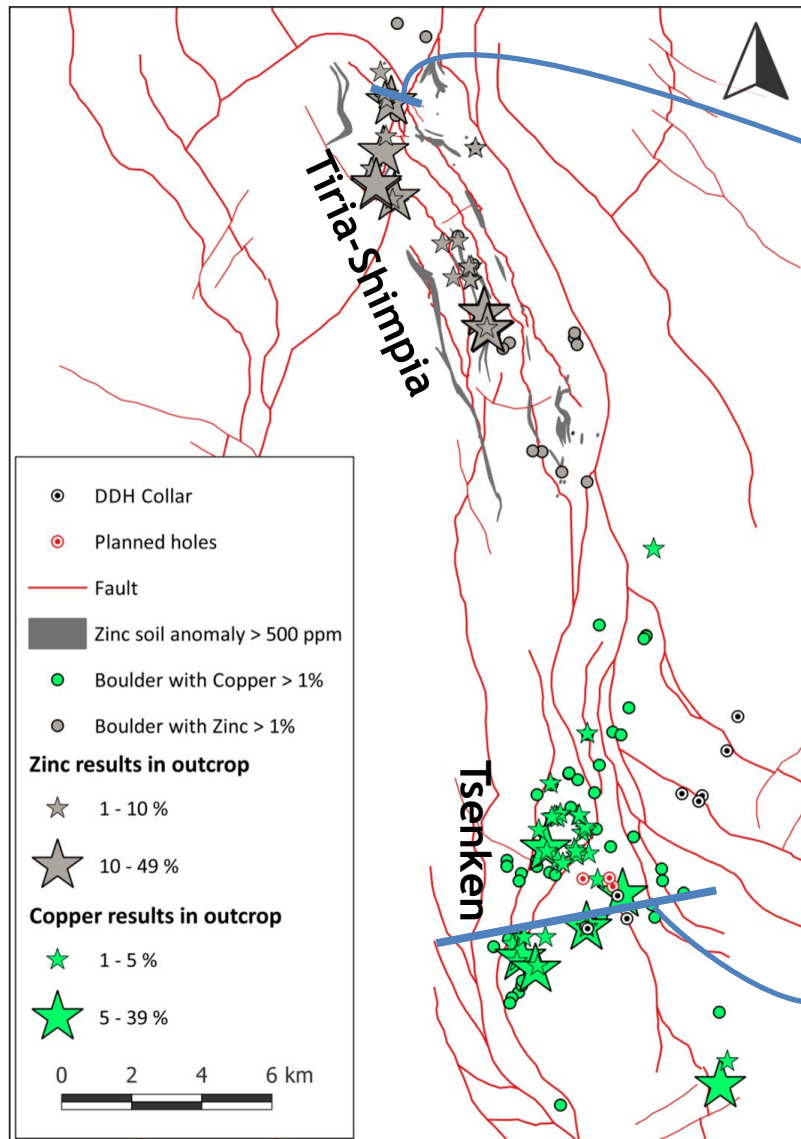 Tiria-Shimpia
DDH Collar
Planned holes
Fault
Zinc soil anomaly > 500 ppm
Boulder with Copper > 1%
Boulder with Zinc > 1%
Zinc results in outcrop
1 - 10 %
10 - 49 %
Copper results in outcrop
1 - 5 %
5 - 39 %
0 2 4 6 km
Tsenken